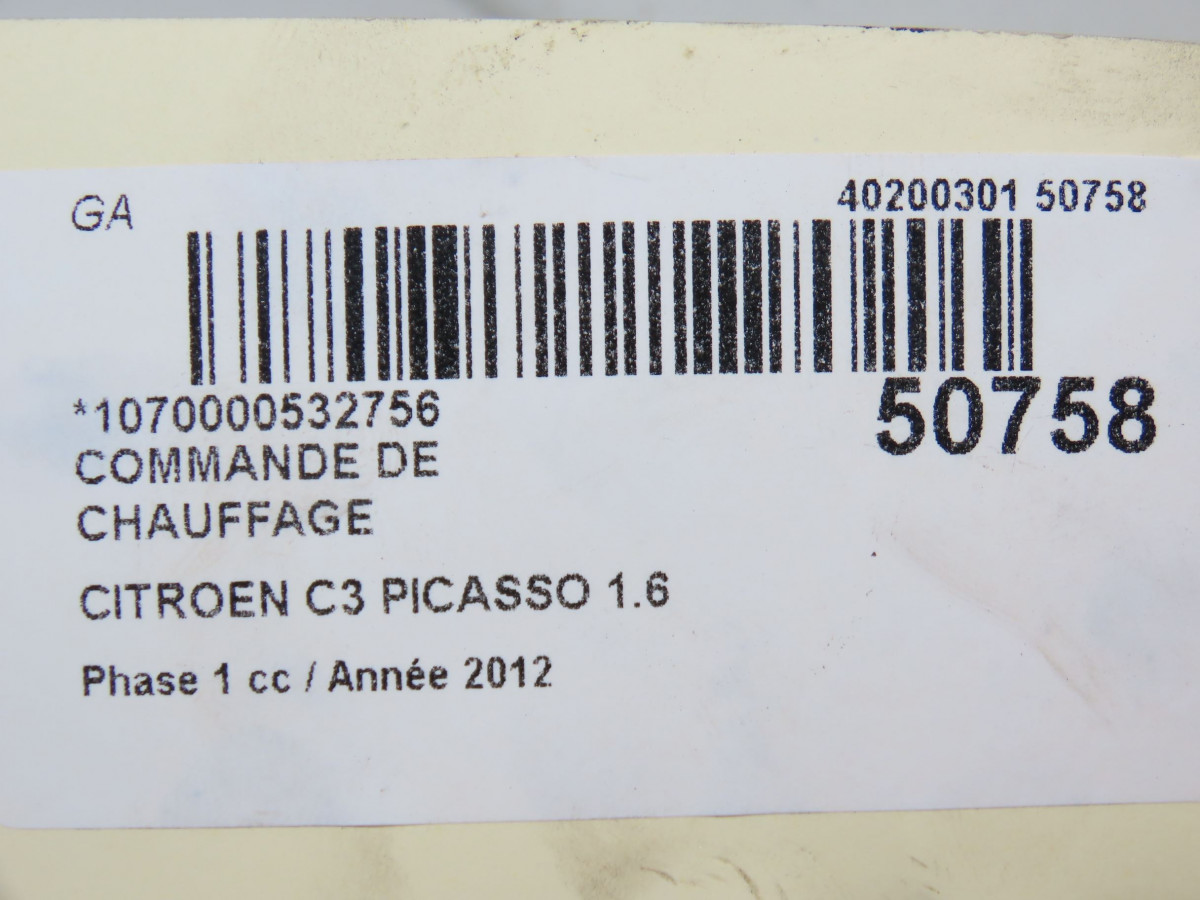 GA
40200301 50758
*1070000532756
50758
COMMANDE DE
CHAUFFAGE
CITROEN C3 PICASSO 1.6
Phase 1 cc / Année 2012